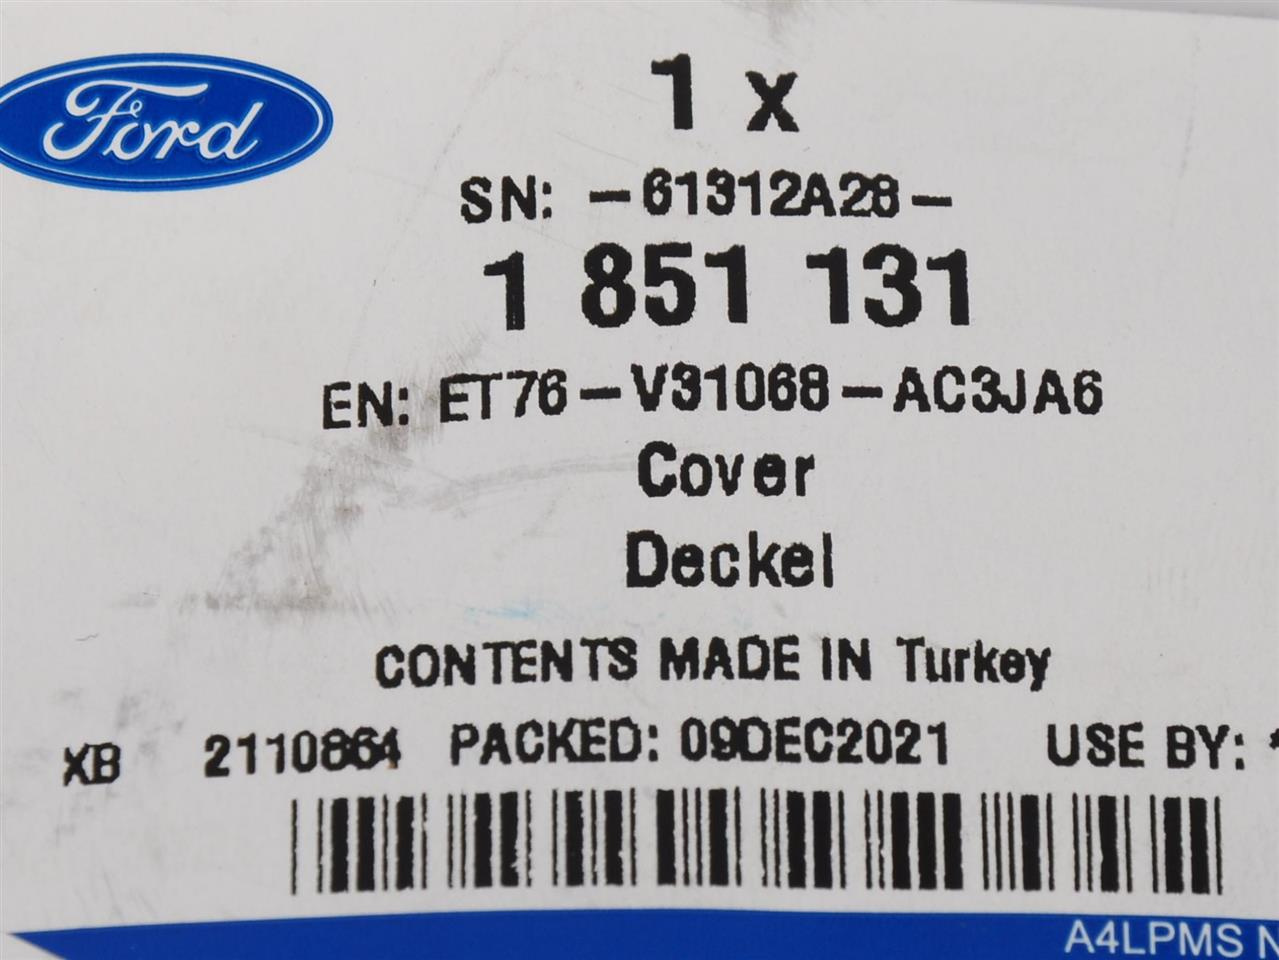 Ford
1 x
SN: -61312A28-
1 851 131
EN: ET76-V31068-AC3JA6
Cover
Deckel
CONTENTS MADE IN Turkey
XB 2110864 PACKED: 09DEC2021 USE BY: *
A4LPMS N